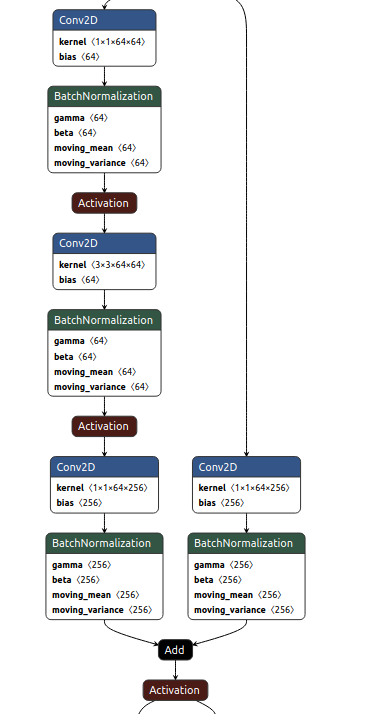 Conv2D
kernel 〈1×1×64×64〉
bias 〈64〉
BatchNormalization
gamma 〈64〉
beta 〈64〉
moving_mean 〈64〉
moving_variance 〈64〉
Activation
Conv2D
kernel 〈3×3×64×64〉
bias 〈64〉
BatchNormalization
gamma 〈64〉
beta 〈64〉
moving_mean 〈64〉
moving_variance 〈64〉
Activation
Conv2D
kernel 〈1×1×64×256〉
bias 〈256〉
BatchNormalization
gamma 〈256〉
beta 〈256〉
moving_mean 〈256〉
moving_variance 〈256〉
Conv2D
kernel 〈1×1×64×256〉
bias 〈256〉
BatchNormalization
gamma 〈256〉
beta 〈256〉
moving_mean 〈256〉
moving_variance 〈256〉
Add
Activation